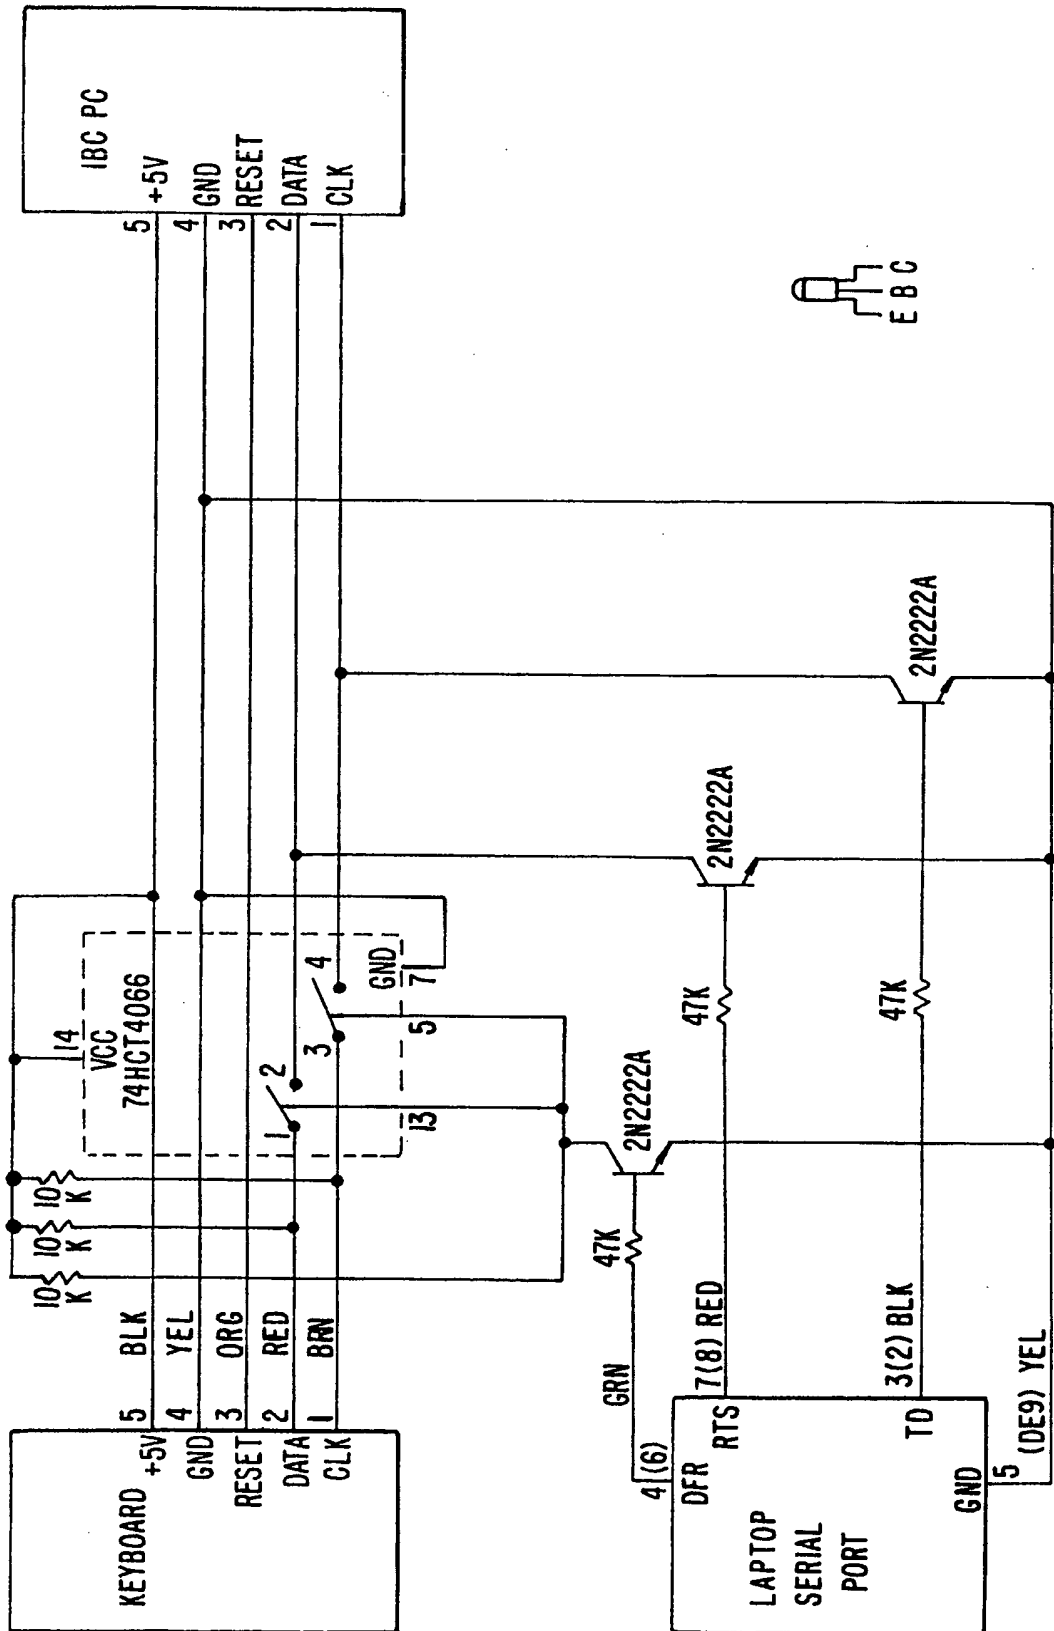 KEYBOARD
+5V
GND
RESET
DATA
CLK
5
4
3
2
1
BLK
YEL
ORG
RED
BRN
10
K
10
K
10
K
14
VCC
74HCT4066
1
2
3
4
GND
7
13
5
IBC PC
+5V
GND
RESET
DATA
CLK
5
4
3
2
1
LAPTOP
SERIAL
PORT
DFR
RTS
TD
GND
4(6)
GRN
7(8) RED
3(2) BLK
5
(DE9) YEL
47K
2N2222A
47K
2N2222A
47K
2N2222A
E B C